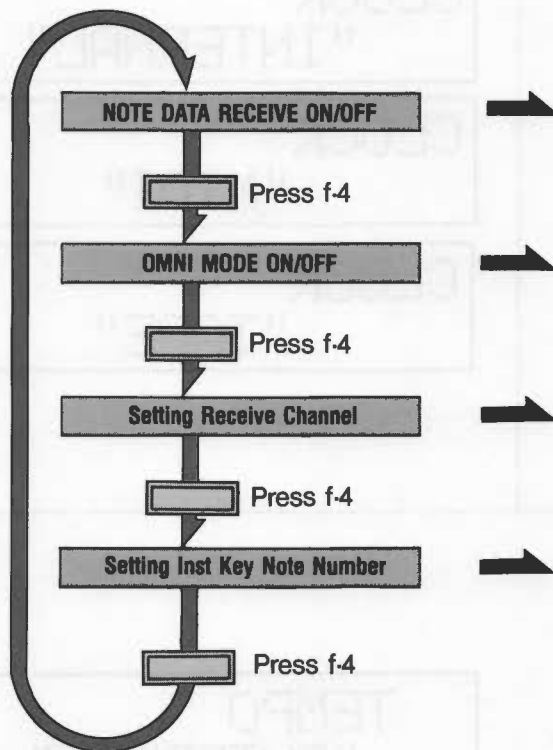 NOTE DATA RECEIVE ON/OFF
Press f-4
OMNI MODE ON/OFF
Press f-4
Setting Receive Channel
Press f-4
Setting Inst Key Note Number
Press f-4
TEMPO